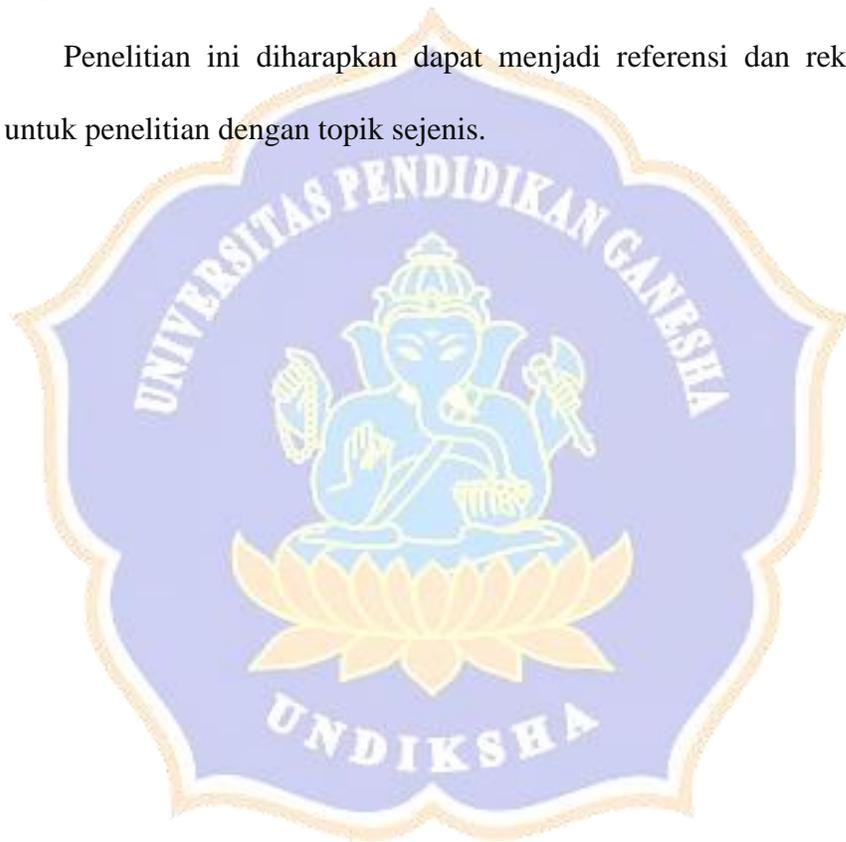 Penelitian ini diharapkan dapat menjadi referensi dan rek
untuk penelitian dengan topik sejenis.
UNIVERSITAS PENDIDIKAN GANESHA
UNDIKSHA